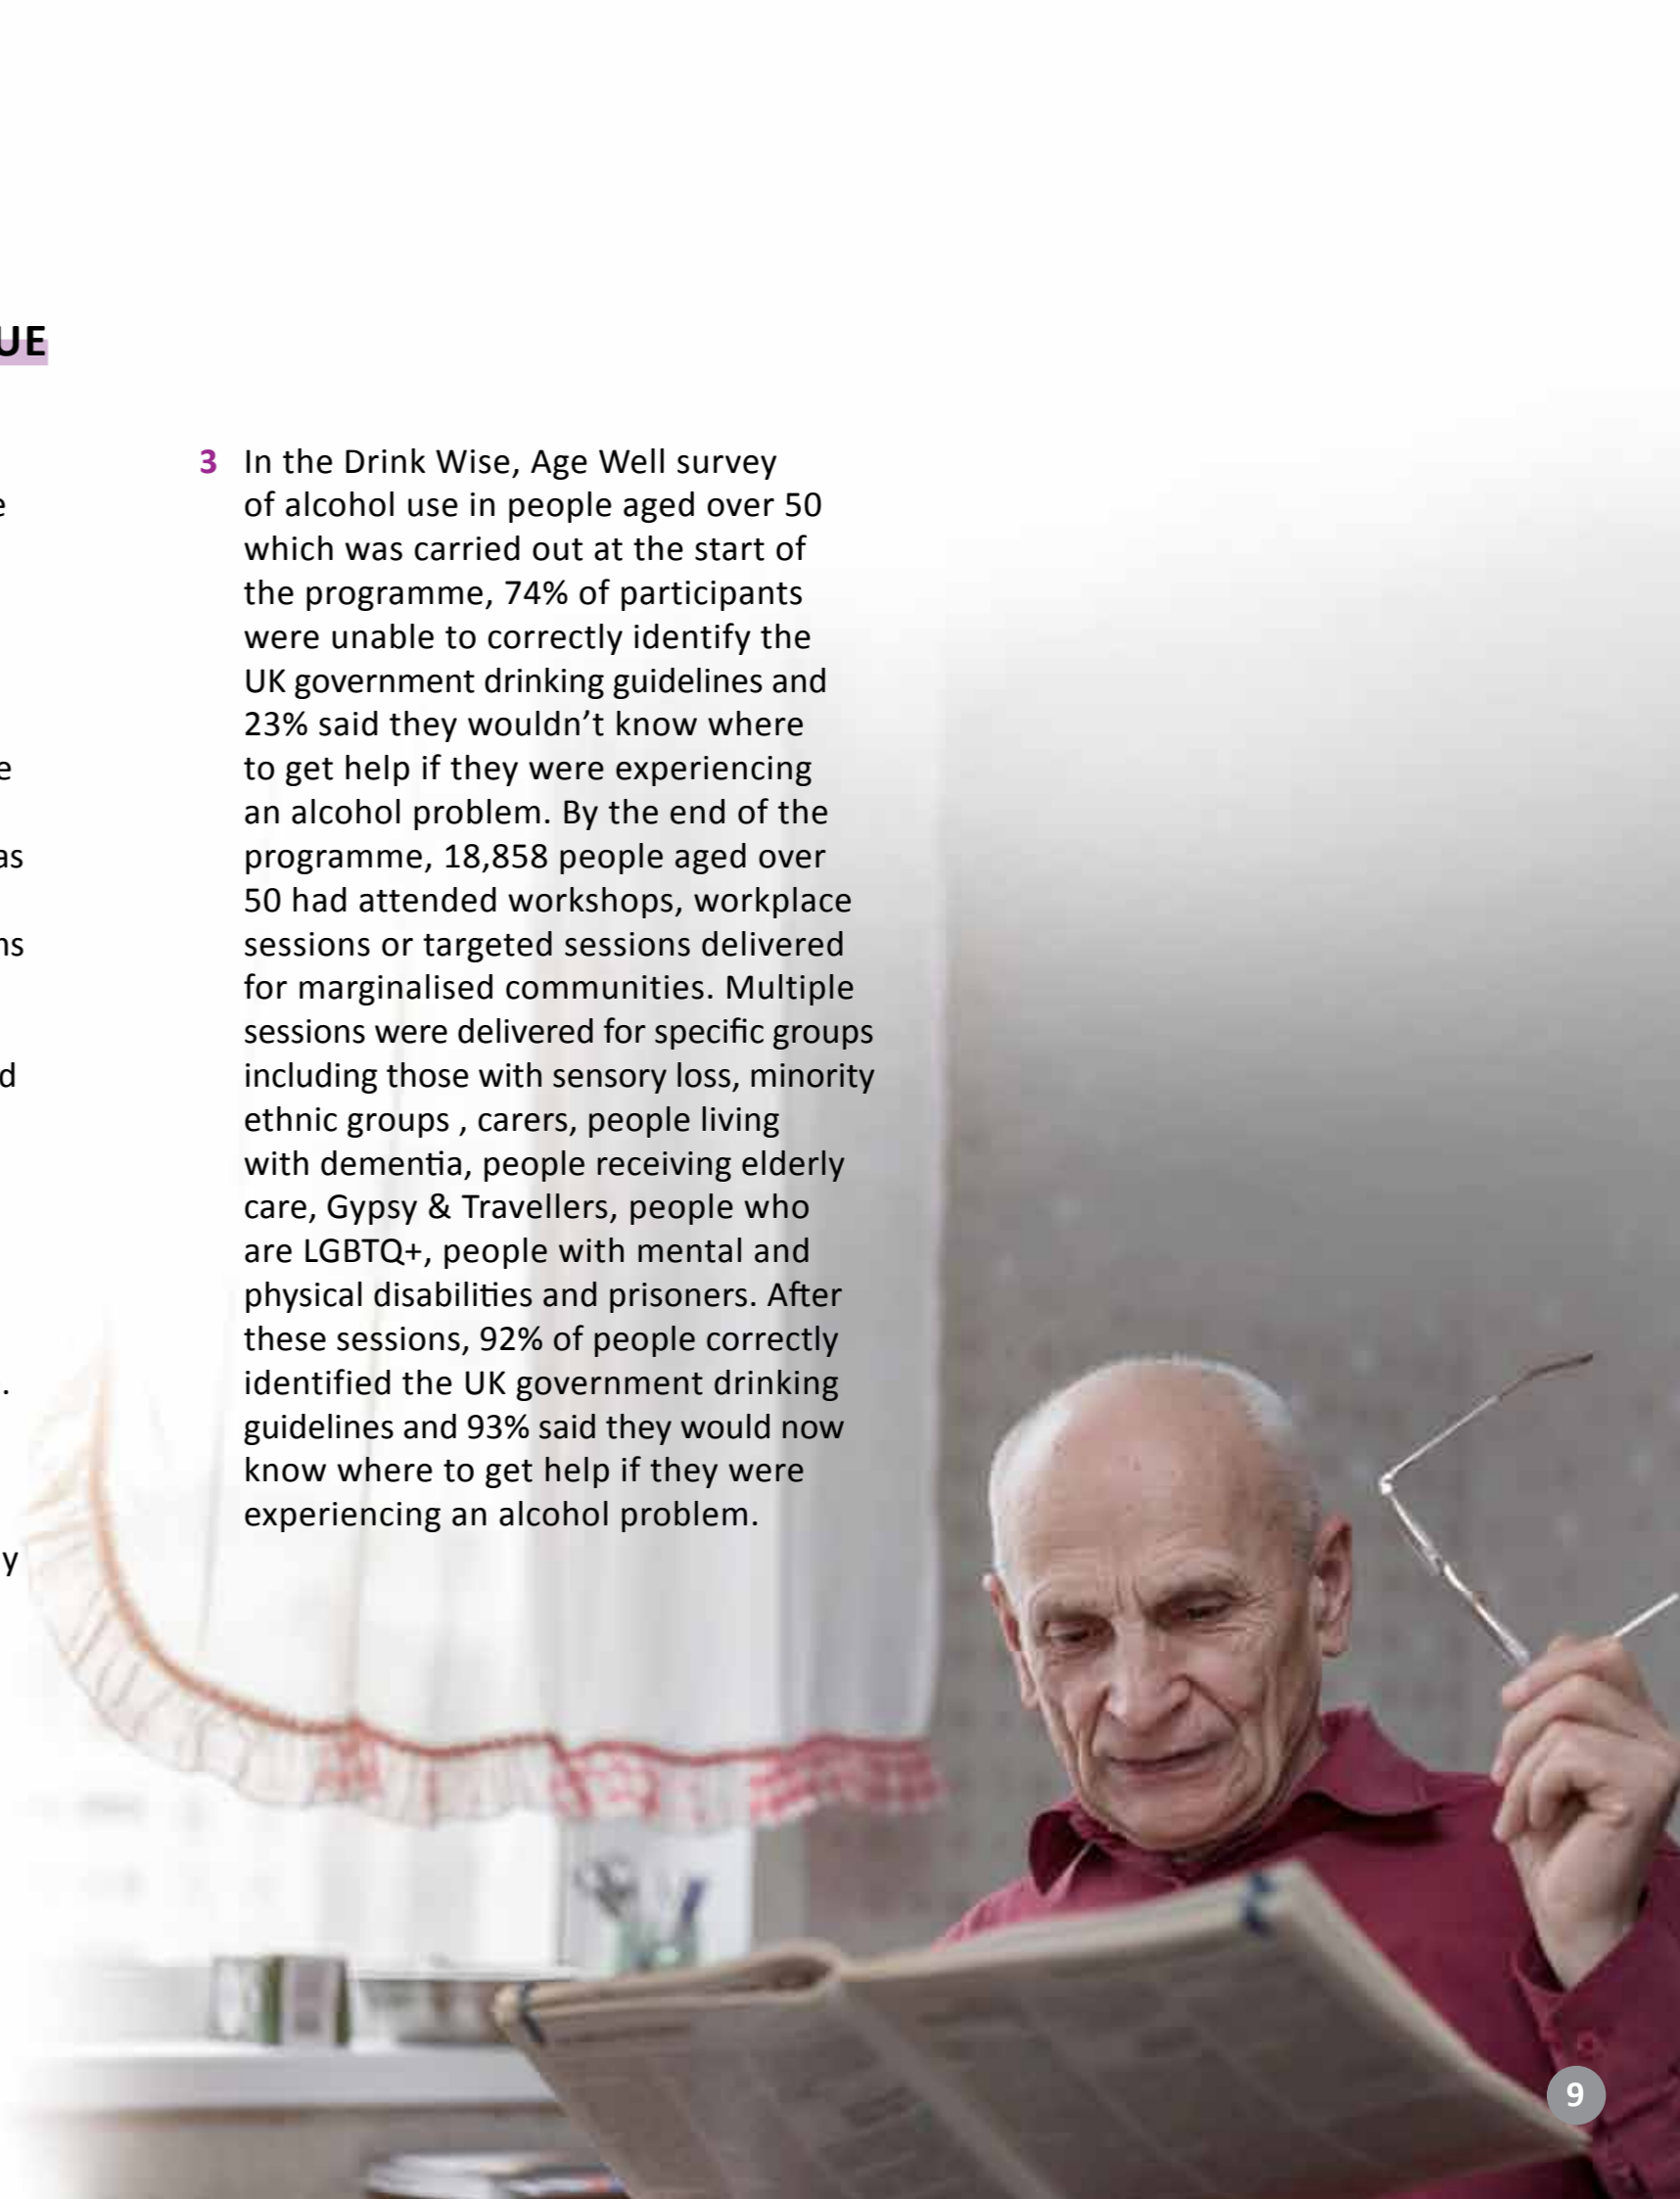 UE
e
e
as
ns
d
.
y
3 In the Drink Wise, Age Well survey
of alcohol use in people aged over 50
which was carried out at the start of
the programme, 74% of participants
were unable to correctly identify the
UK government drinking guidelines and
23% said they wouldn’t know where
to get help if they were experiencing
an alcohol problem. By the end of the
programme, 18,858 people aged over
50 had attended workshops, workplace
sessions or targeted sessions delivered
for marginalised communities. Multiple
sessions were delivered for specific groups
including those with sensory loss, minority
ethnic groups , carers, people living
with dementia, people receiving elderly
care, Gypsy & Travellers, people who
are LGBTQ+, people with mental and
physical disabilities and prisoners. After
these sessions, 92% of people correctly
identified the UK government drinking
guidelines and 93% said they would now
know where to get help if they were
experiencing an alcohol problem.
9